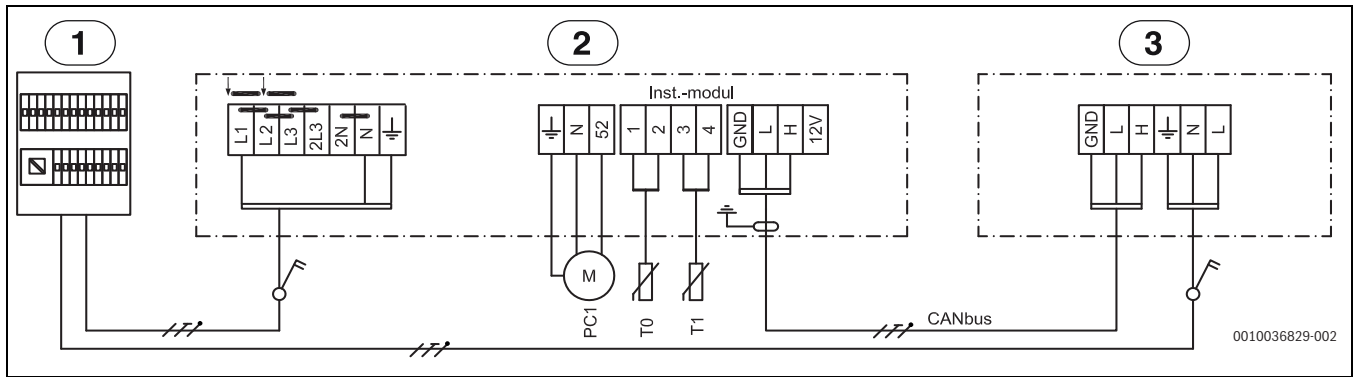 1
2
3
Inst.-modul
L1
L2
L3
2L3
2N
N
N
52
1
2
3
4
GND
L
H
12V
GND
L
H
N
L
M
PC1
T0
T1
CANbus
0010036829-002